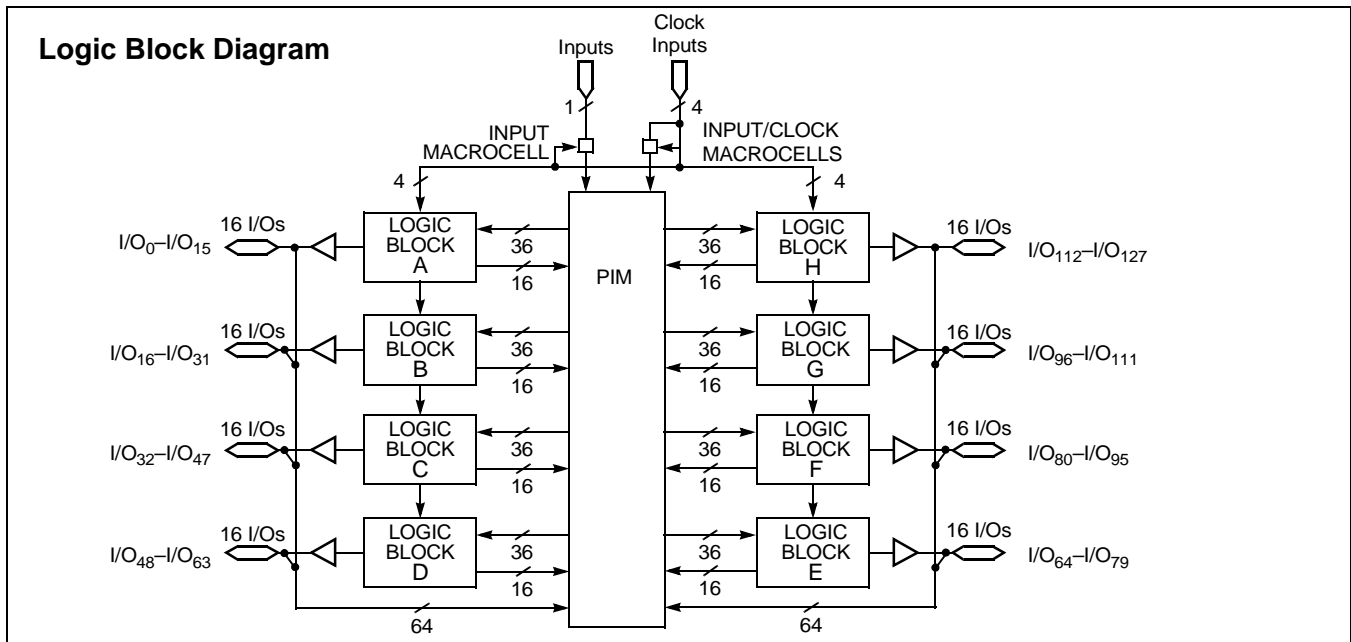 Logic Block Diagram
Inputs
Clock
Inputs
1
4
INPUT
MACROCELL
INPUT/CLOCK
MACROCELLS
4
4
PIM
16 I/Os
I/O0–I/O15
LOGIC
BLOCK
A
36
16
36
16
LOGIC
BLOCK
H
16 I/Os
I/O112–I/O127
16 I/Os
I/O16–I/O31
LOGIC
BLOCK
B
36
16
36
16
LOGIC
BLOCK
G
16 I/Os
I/O96–I/O111
16 I/Os
I/O32–I/O47
LOGIC
BLOCK
C
36
16
36
16
LOGIC
BLOCK
F
16 I/Os
I/O80–I/O95
16 I/Os
I/O48–I/O63
LOGIC
BLOCK
D
36
16
36
16
LOGIC
BLOCK
E
16 I/Os
I/O64–I/O79
64
64